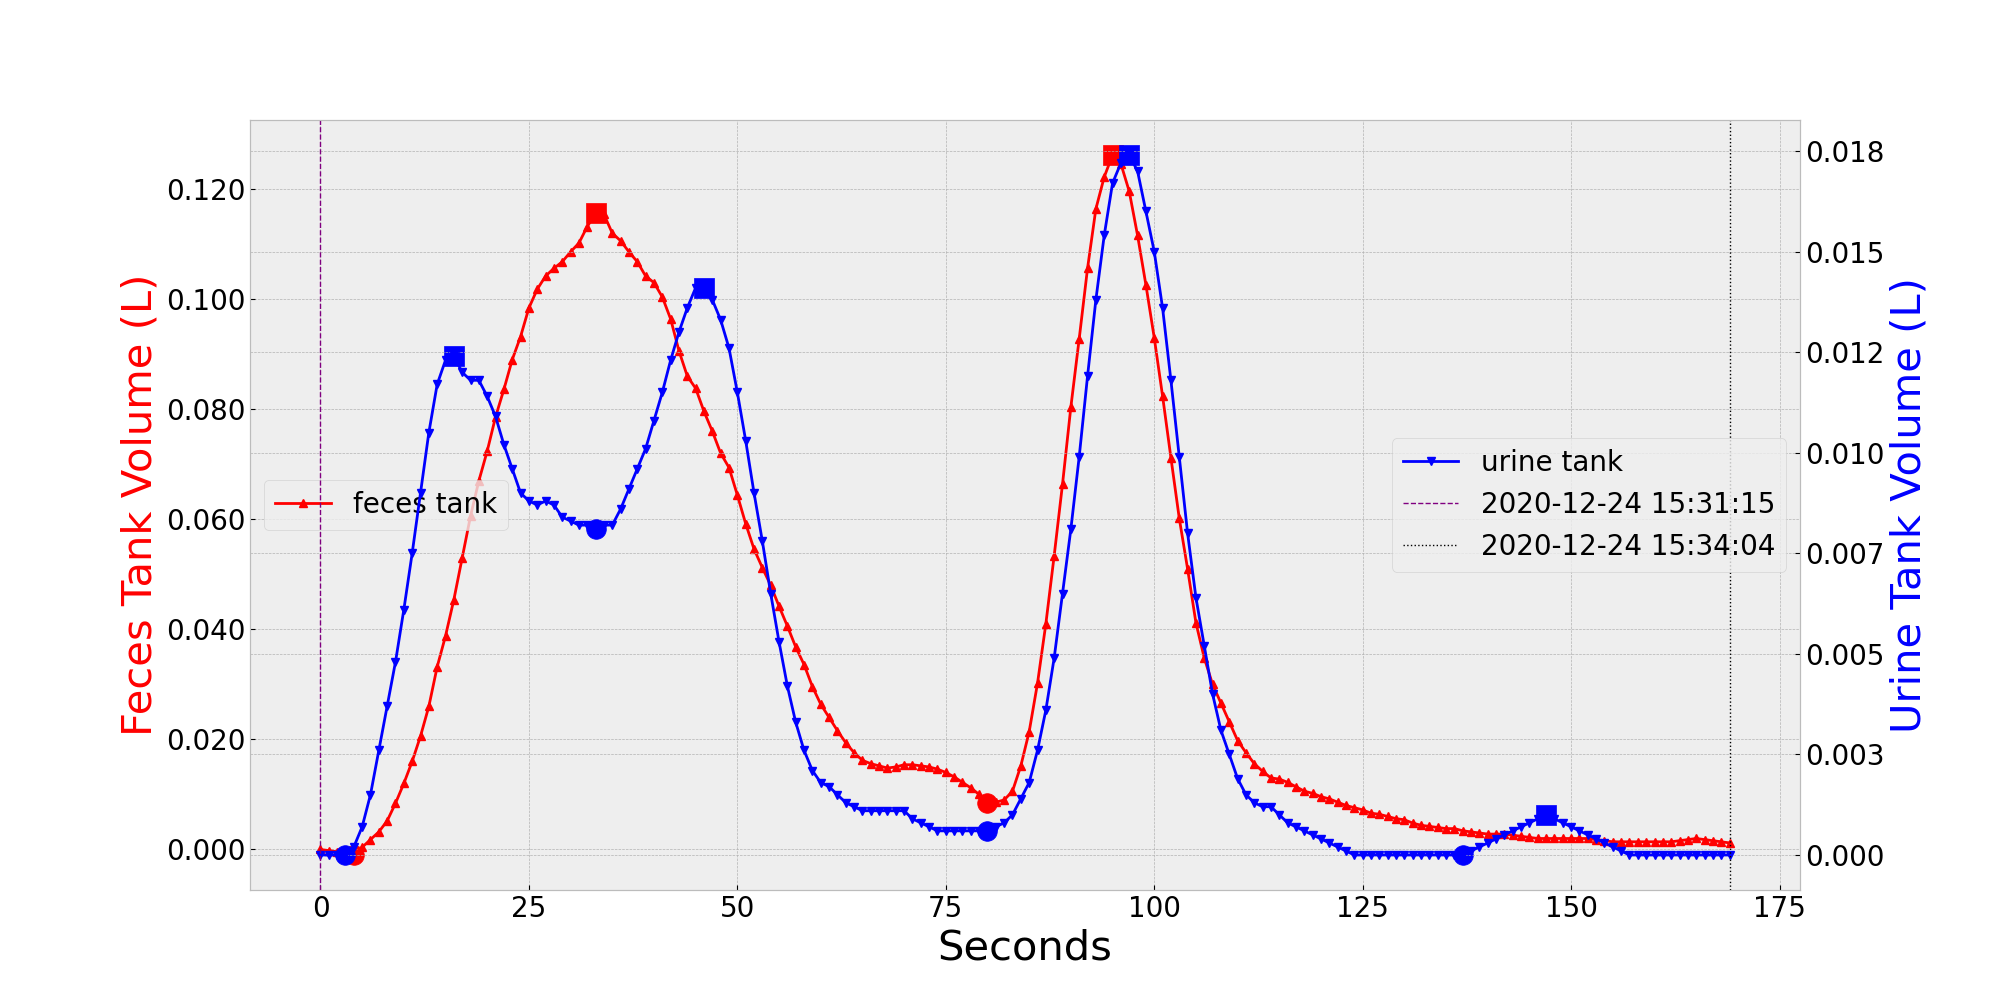 Feces Tank Volume (L)
0.120
0.100
0.080
0.060
0.040
0.020
0.000
feces tank
urine tank
2020-12-24 15:31:15
2020-12-24 15:34:04
0.018
0.015
0.012
0.010
0.007
0.005
0.003
0.000
Urine Tank Volume (L)
0 25 50 75 100 125 150 175
Seconds